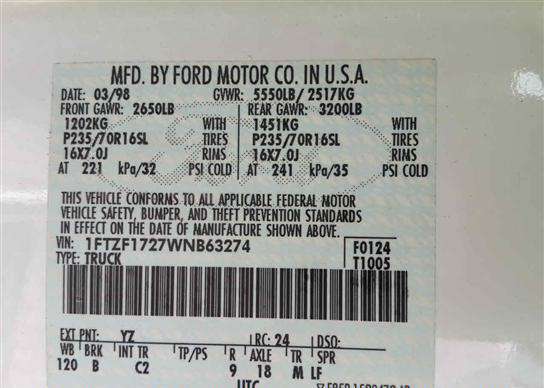 MFD. BY FORD MOTOR CO. IN U.S.A.
DATE: 03/98 GVWR: 5550LB/ 2517KG
FRONT GAWR: 2650LB REAR GAWR: 3200LB
1202KG WITH 1451KG WITH
P235/70R16SL TIRES P235/70R16SL TIRES
16X7.0J RIMS 16X7.0J RIMS
AT 221 kPa/32 PSI COLD AT 241 kPa/35 PSI COLD
THIS VEHICLE CONFORMS TO ALL APPLICABLE FEDERAL MOTOR
VEHICLE SAFETY, BUMPER, AND THEFT PREVENTION STANDARDS
IN EFFECT ON THE DATE OF MANUFACTURE SHOWN ABOVE.
VIN: 1FTZF1727WNB63274 F0124
TYPE: TRUCK T1005
EXT PNT: YZ RC: 24 DSO:
WB BRK INT TR TP/PS R AXLE TR SPR
120 B C2 9 18 M LF
UTC